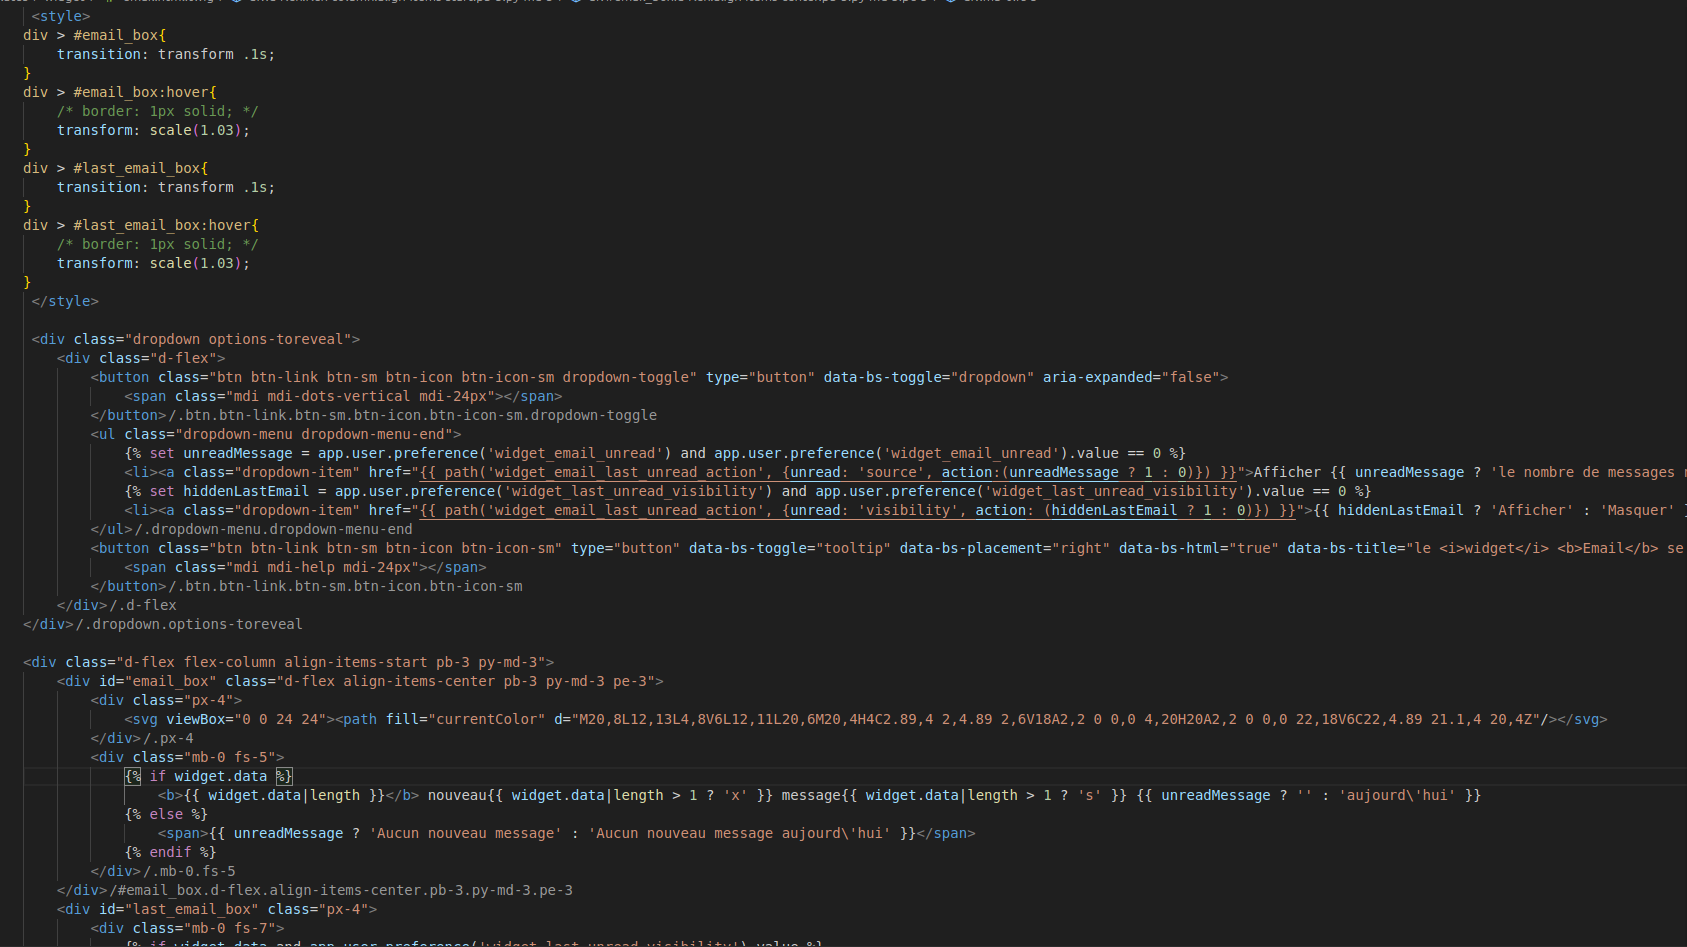 <style>
div > #email_box{
transition: transform .1s;
}
div > #email_box:hover{
/* border: 1px solid; */
transform: scale(1.03);
}
div > #last_email_box{
transition: transform .1s;
}
div > #last_email_box:hover{
/* border: 1px solid; */
transform: scale(1.03);
}
</style>
<div class="dropdown options-toreveal">
<div class="d-flex">
<button class="btn btn-link btn-sm btn-icon btn-icon-sm dropdown-toggle" type="button" data-bs-toggle="dropdown" aria-expanded="false">
<span class="mdi mdi-dots-vertical mdi-24px"></span>
</button>/.btn.btn-link.btn-sm.btn-icon.btn-icon-sm.dropdown-toggle
<ul class="dropdown-menu dropdown-menu-end">
{% set unreadMessage = app.user.preference('widget_email_unread') and app.user.preference('widget_email_unread').value == 0 %}
<li><a class="dropdown-item" href="{{ path('widget_email_last_unread_action', {unread: 'source', action:(unreadMessage ? 1 : 0)}) }}">Afficher {{ unreadMessage ? 'le nombre de messages
{% set hiddenLastEmail = app.user.preference('widget_last_unread_visibility') and app.user.preference('widget_last_unread_visibility').value == 0 %}
<li><a class="dropdown-item" href="{{ path('widget_email_last_unread_action', {unread: 'visibility', action: (hiddenLastEmail ? 1 : 0)}) }}">{{ hiddenLastEmail ? 'Afficher' : 'Masquer'
</ul>/.dropdown-menu.dropdown-menu-end
<button class="btn btn-link btn-sm btn-icon btn-icon-sm" type="button" data-bs-toggle="tooltip" data-bs-placement="right" data-bs-html="true" data-bs-title="le <i>widget</i> <b>Email</b> se
<span class="mdi mdi-help mdi-24px"></span>
</button>/.btn.btn-link.btn-sm.btn-icon.btn-icon-sm
</div>/.d-flex
</div>/.dropdown.options-toreveal
<div class="d-flex flex-column align-items-start pb-3 py-md-3">
<div id="email_box" class="d-flex align-items-center pb-3 py-md-3 pe-3">
<div class="px-4">
<svg viewBox="0 0 24 24"><path fill="currentColor" d="M20,8L12,13L4,8V6L12,11L20,6M20,4H4C2.89,4 2,4.89 2,6V18A2,2 0 0,0 4,20H20A2,2 0 0,0 22,18V6C22,4.89 21.1,4 20,4Z"/></svg>
</div>/.px-4
<div class="mb-0 fs-5">
{% if widget.data %}
<b>{{ widget.data|length }}</b> nouveau{{ widget.data|length > 1 ? 'x' }} message{{ widget.data|length > 1 ? 's' }} {{ unreadMessage ? '' : 'aujourd\'hui' }}
{% else %}
<span>{{ unreadMessage ? 'Aucun nouveau message' : 'Aucun nouveau message aujourd\'hui' }}</span>
{% endif %}
</div>/.mb-0.fs-5
</div>/#email_box.d-flex.align-items-center.pb-3.py-md-3.pe-3
<div id="last_email_box" class="px-4">
<div class="mb-0 fs-7">
{% if widget.data and app.user.preference('widget_last_unread_visibility').value %}